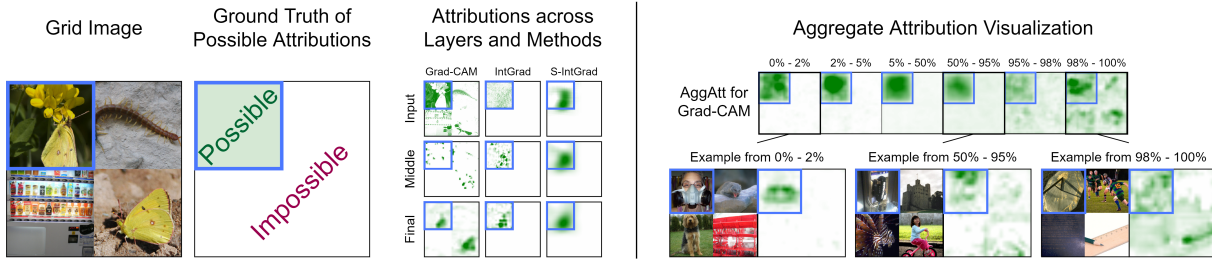 Grid Image
Ground Truth of
Possible Attributions
Possible
Impossible
Attributions across
Layers and Methods
Grad-CAM IntGrad S-IntGrad
Input
Middle
Final
Aggregate Attribution Visualization
0% - 2% 2% - 5% 5% - 50% 50% - 95% 95% - 98% 98% - 100%
AggAtt for
Grad-CAM
Example from 0% - 2% Example from 50% - 95% Example from 98% - 100%